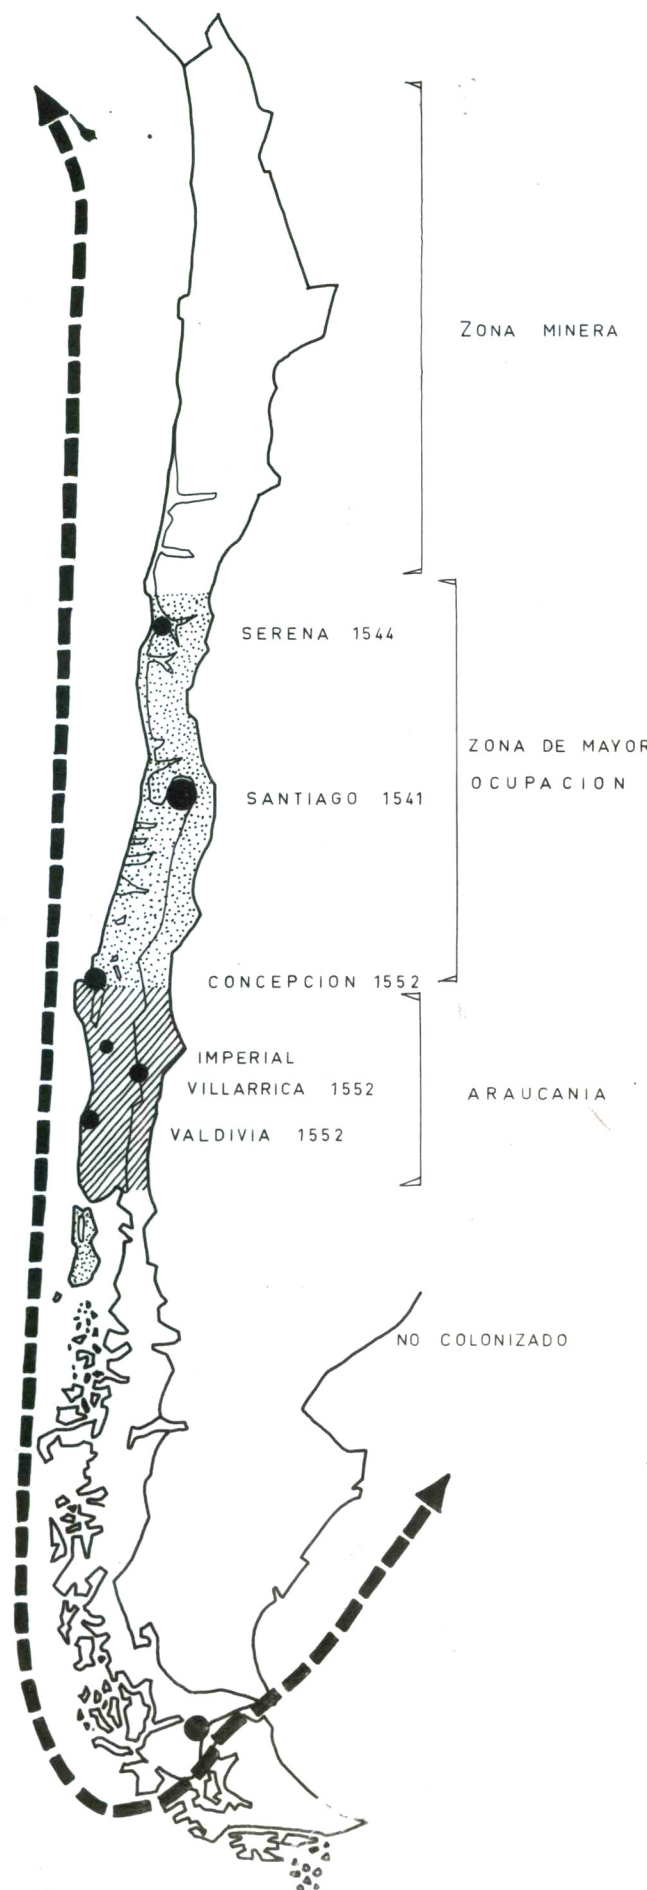 ZONA MINERA
SERENA 1544
ZONA DE MAYOR
OCUPACION
SANTIAGO 1541
CONCEPCION 1552
IMPERIAL
VILLARRICA 1552
ARAUCANIA
VALDIVIA 1552
NO COLONIZADO